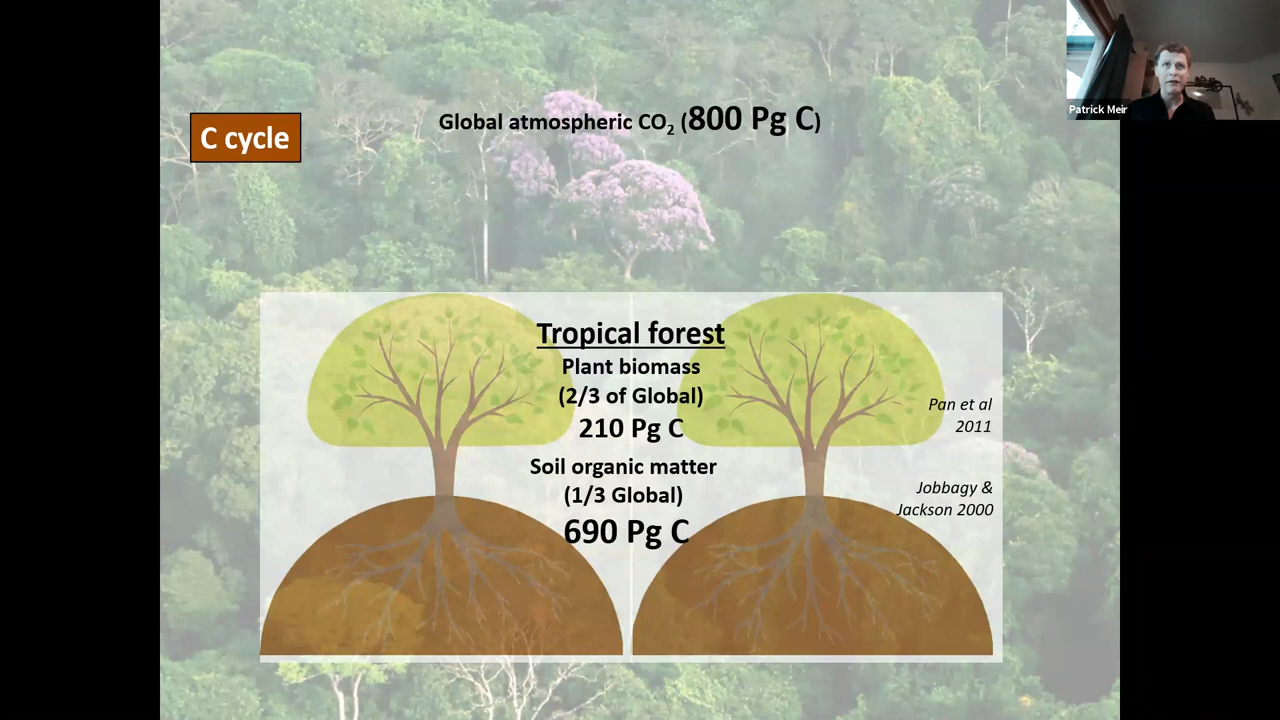 Patrick Meir
C cycle
Global atmospheric CO₂ (800 Pg C)
Tropical forest
Plant biomass
(2/3 of Global)
210 Pg C
Pan et al
2011
Soil organic matter
(1/3 Global)
690 Pg C
Jobbagy &
Jackson 2000